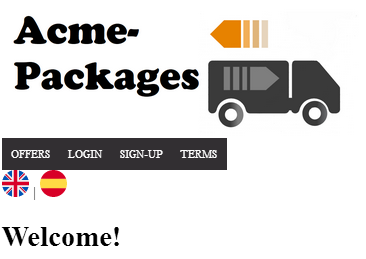 Acme-
Packages
OFFERS LOGIN SIGN-UP TERMS
|
Welcome!